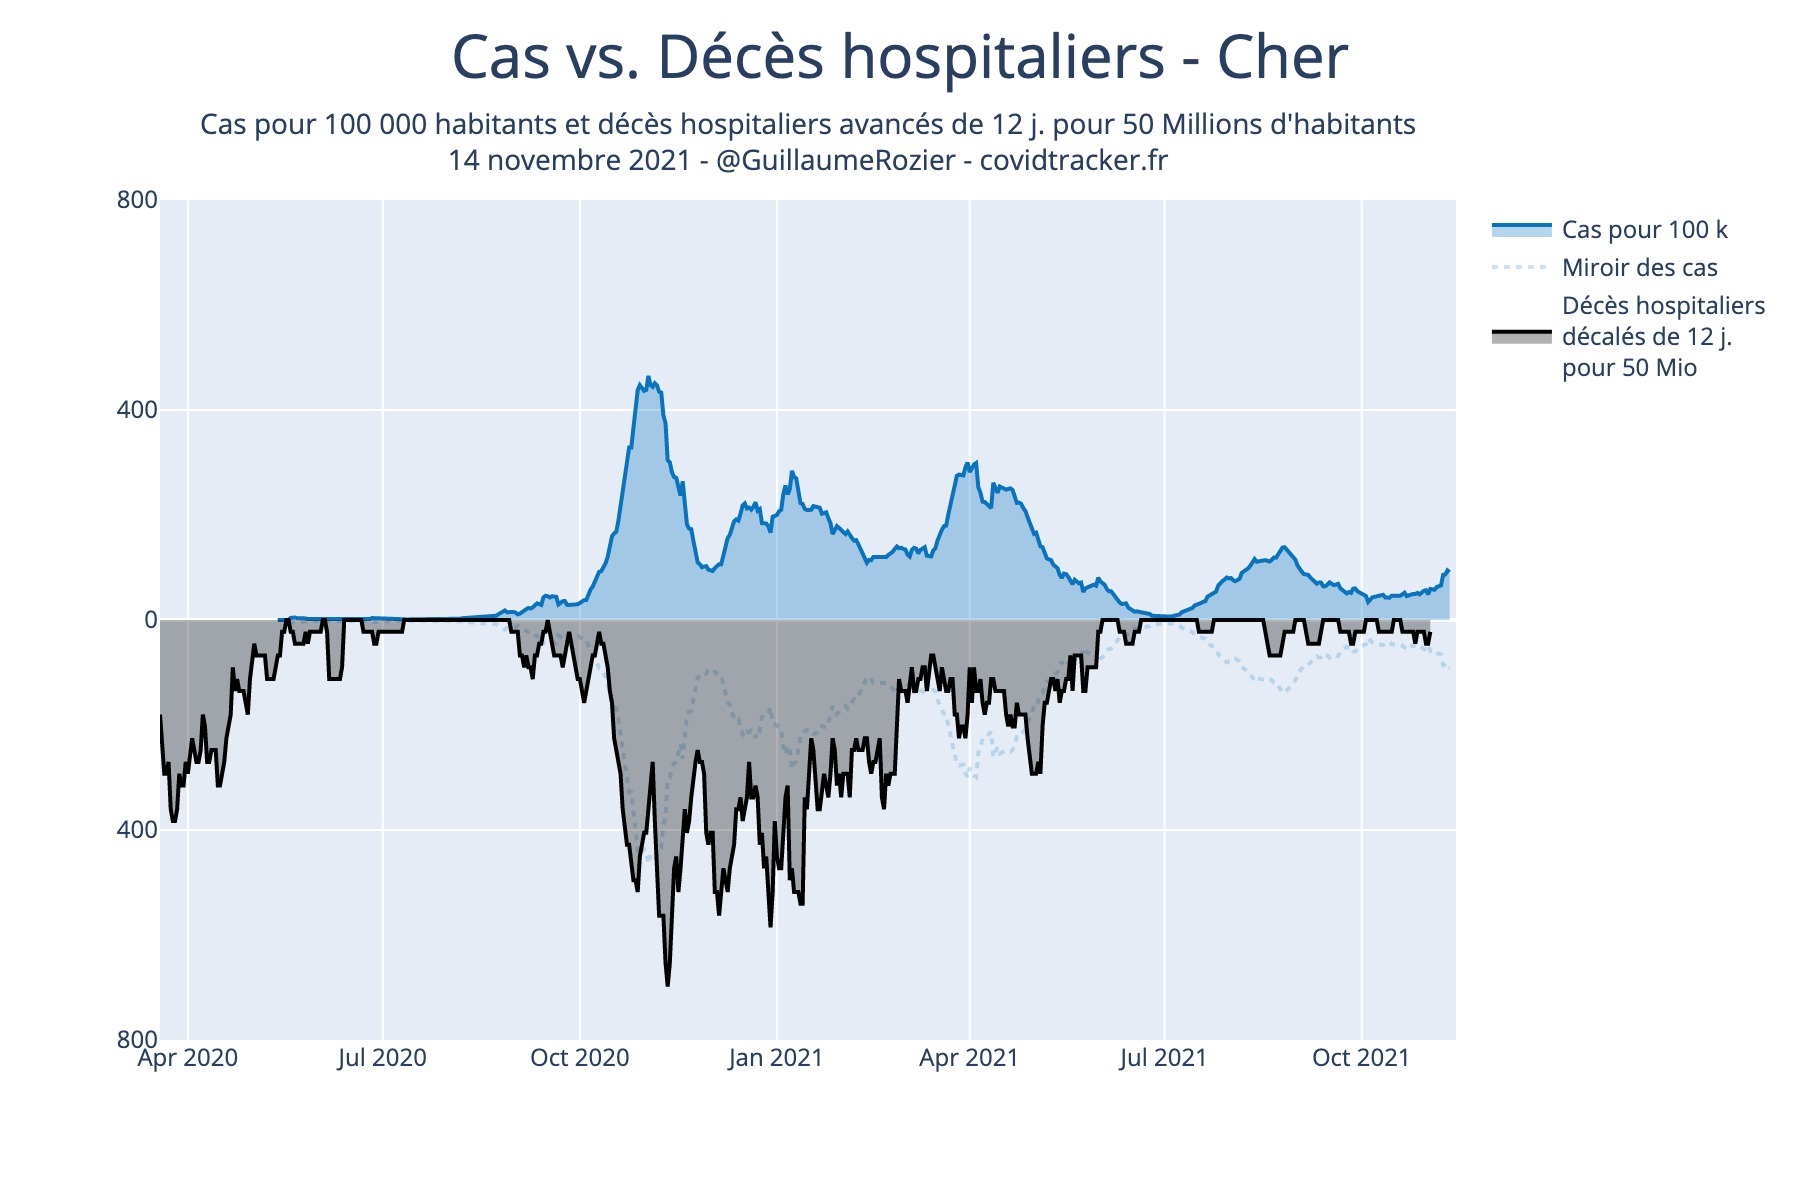 Cas vs. Décès hospitaliers - Cher
Cas pour 100 000 habitants et décès hospitaliers avancés de 12 j. pour 50 Millions d'habitants
14 novembre 2021 - @GuillaumeRozier - covidtracker.fr
800
400
0
400
800
Apr 2020
Jul 2020
Oct 2020
Jan 2021
Apr 2021
Jul 2021
Oct 2021
Cas pour 100 k
Miroir des cas
Décès hospitaliers
décalés de 12 j.
pour 50 Mio